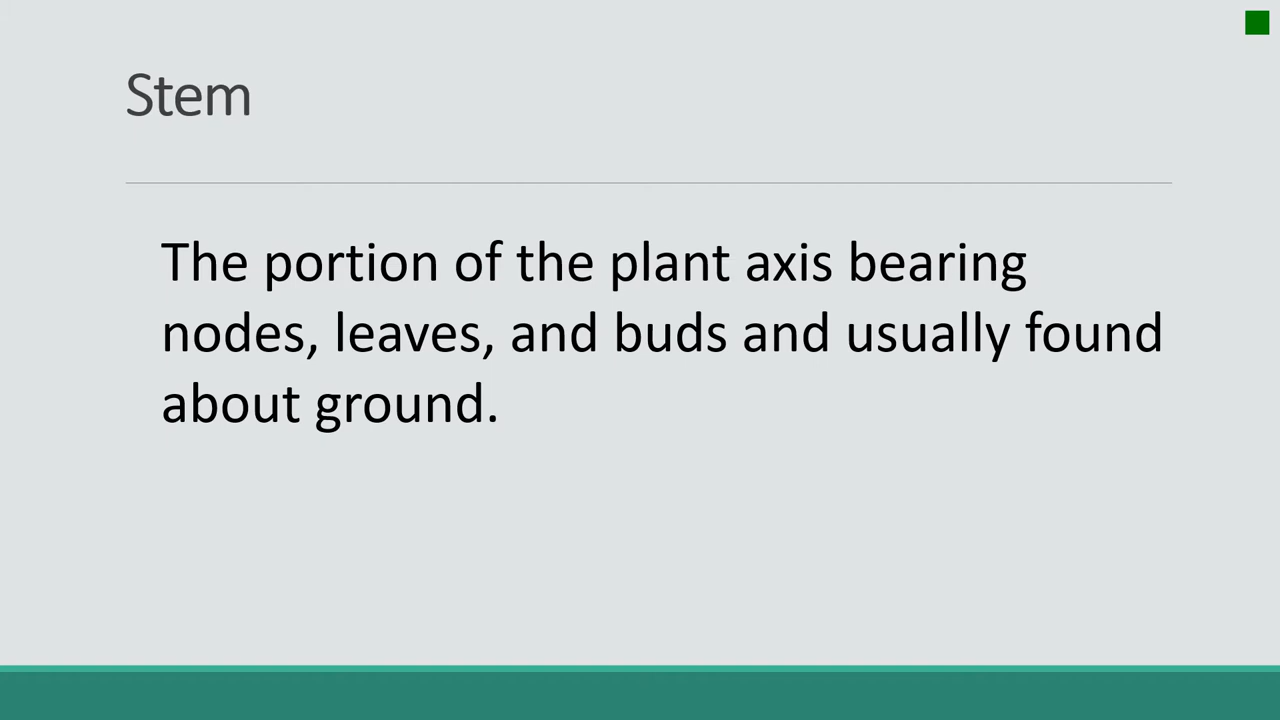 Stem
The portion of the plant axis bearing
nodes, leaves, and buds and usually found
about ground.